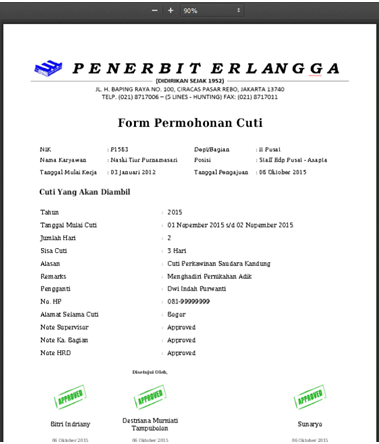 90%
PENERBIT ERLANGGA
(DIDIRIKAN SEJAK 1952)
JL. H. BAPING RAYA NO. 100, CIRACAS PASAR REBO, JAKARTA 13740
TELP. (021) 8717006 – (5 LINES - HUNTING) FAX: (021) 8717011
Form Permohonan Cuti
NIK : P1583 Dept/Bagian : II Pusat
Nama Karyawan : Naski Tiur Purnamasari Posisi : Staff Edp Pusat -
Tanggal Mulai Kerja : 03 Januari 2012 Tanggal Pengajuan : 06 Oktober 2015
Cuti Yang Akan Diambil
Tahun : 2015
Tanggal Mulai Cuti : 01 Nopember 2015 s/d 02 Nopember 2015
Jumlah Hari : 2
Sisa Cuti : 3 Hari
Alasan : Cuti Perkawinan Saudara Kandung
Remarks : Menghadiri Pernikahan Adik
Pengganti : Dwi Indah Purwanti
No. HP : 081-99999999
Alamat Selama Cuti : Bogor
Note Supervisor : Approved
Note Ka. Bagian : Approved
Note HRD : Approved
Disetujui Oleh,
APPROVED APPROVED APPROVED
fitri Indriany Destriana Murniati Tampubolon Sunaryo
06 Oktober 2015 06 Oktober 2015 06 Oktober 2015